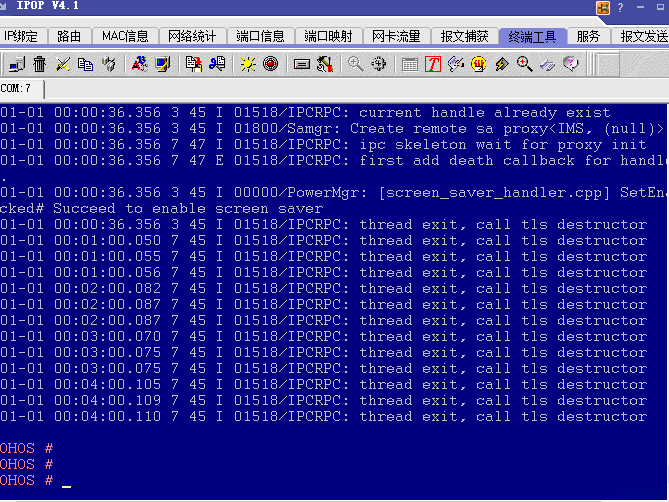 IPOP V4.1
IP绑定 路由 MAC信息 网络统计 端口信息 端口映射 网卡流量 报文捕获 终端工具 服务 报文发送
COM:7
01-01 00:00:36.356 3 45 I 01518/IPCRPC: current handle already exist
01-01 00:00:36.356 3 45 I 01800/Samgr: Create remote sa proxy<IMS, (null)>
01-01 00:00:36.356 7 47 I 01518/IPCRPC: ipc skeleton wait for proxy init
01-01 00:00:36.356 7 47 E 01518/IPCRPC: first add death callback for handle
.
01-01 00:00:36.356 3 45 I 00000/PowerMgr: [screen_saver_handler.cpp] SetEna
cked# Succeed to enable screen saver
01-01 00:00:36.356 3 45 I 01518/IPCRPC: thread exit, call tls destructor
01-01 00:01:00.050 7 45 I 01518/IPCRPC: thread exit, call tls destructor
01-01 00:01:00.055 7 45 I 01518/IPCRPC: thread exit, call tls destructor
01-01 00:01:00.056 7 45 I 01518/IPCRPC: thread exit, call tls destructor
01-01 00:02:00.082 7 45 I 01518/IPCRPC: thread exit, call tls destructor
01-01 00:02:00.087 7 45 I 01518/IPCRPC: thread exit, call tls destructor
01-01 00:02:00.087 7 45 I 01518/IPCRPC: thread exit, call tls destructor
01-01 00:03:00.070 7 45 I 01518/IPCRPC: thread exit, call tls destructor
01-01 00:03:00.075 7 45 I 01518/IPCRPC: thread exit, call tls destructor
01-01 00:03:00.075 7 45 I 01518/IPCRPC: thread exit, call tls destructor
01-01 00:04:00.105 7 45 I 01518/IPCRPC: thread exit, call tls destructor
01-01 00:04:00.109 7 45 I 01518/IPCRPC: thread exit, call tls destructor
01-01 00:04:00.110 7 45 I 01518/IPCRPC: thread exit, call tls destructor
OHOS #
OHOS #
OHOS # _